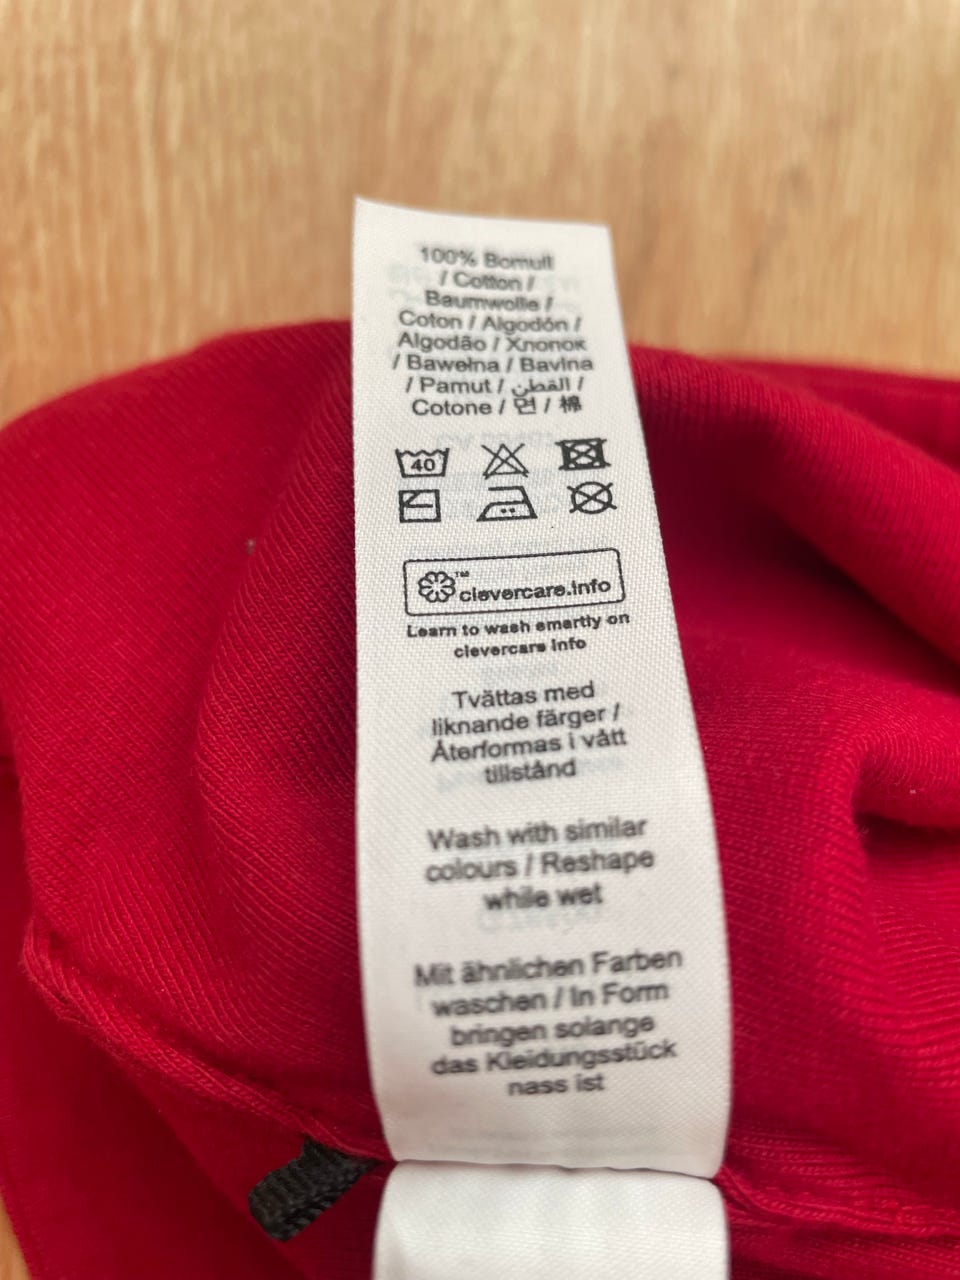 100% Bomull
/ Cotton /
Baumwolle /
Coton / Algodón /
Algodão / Хлопок
/ Bawełna / Bavlna
/ Pamut / القطن /
Cotone / 면 / 棉
40
clevercare.info
Learn to wash smartly on
clevercare info
Tvättas med
liknande färger /
Återformas i vått
tillstånd
Wash with similar
colours / Reshape
while wet
Mit ähnlichen Farben
waschen / In Form
bringen solange
das Kleidungsstück
nass ist